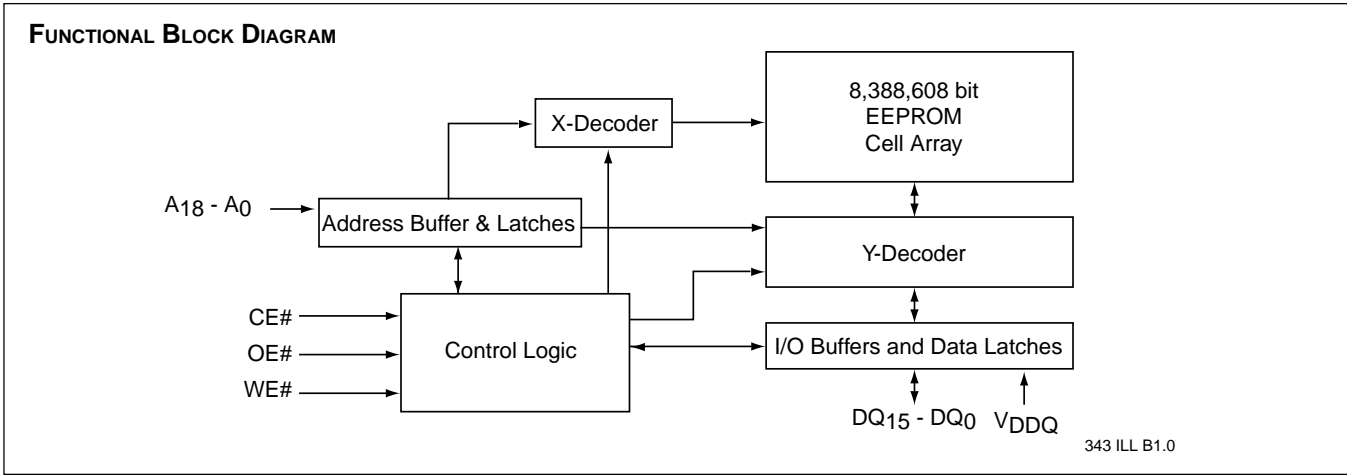 FUNCTIONAL BLOCK DIAGRAM
8,388,608 bit
EEPROM
Cell Array
X-Decoder
A18 - A0
Address Buffer & Latches
Y-Decoder
CE#
OE#
WE#
Control Logic
I/O Buffers and Data Latches
DQ15 - DQ0
VDDQ
343 ILL B1.0